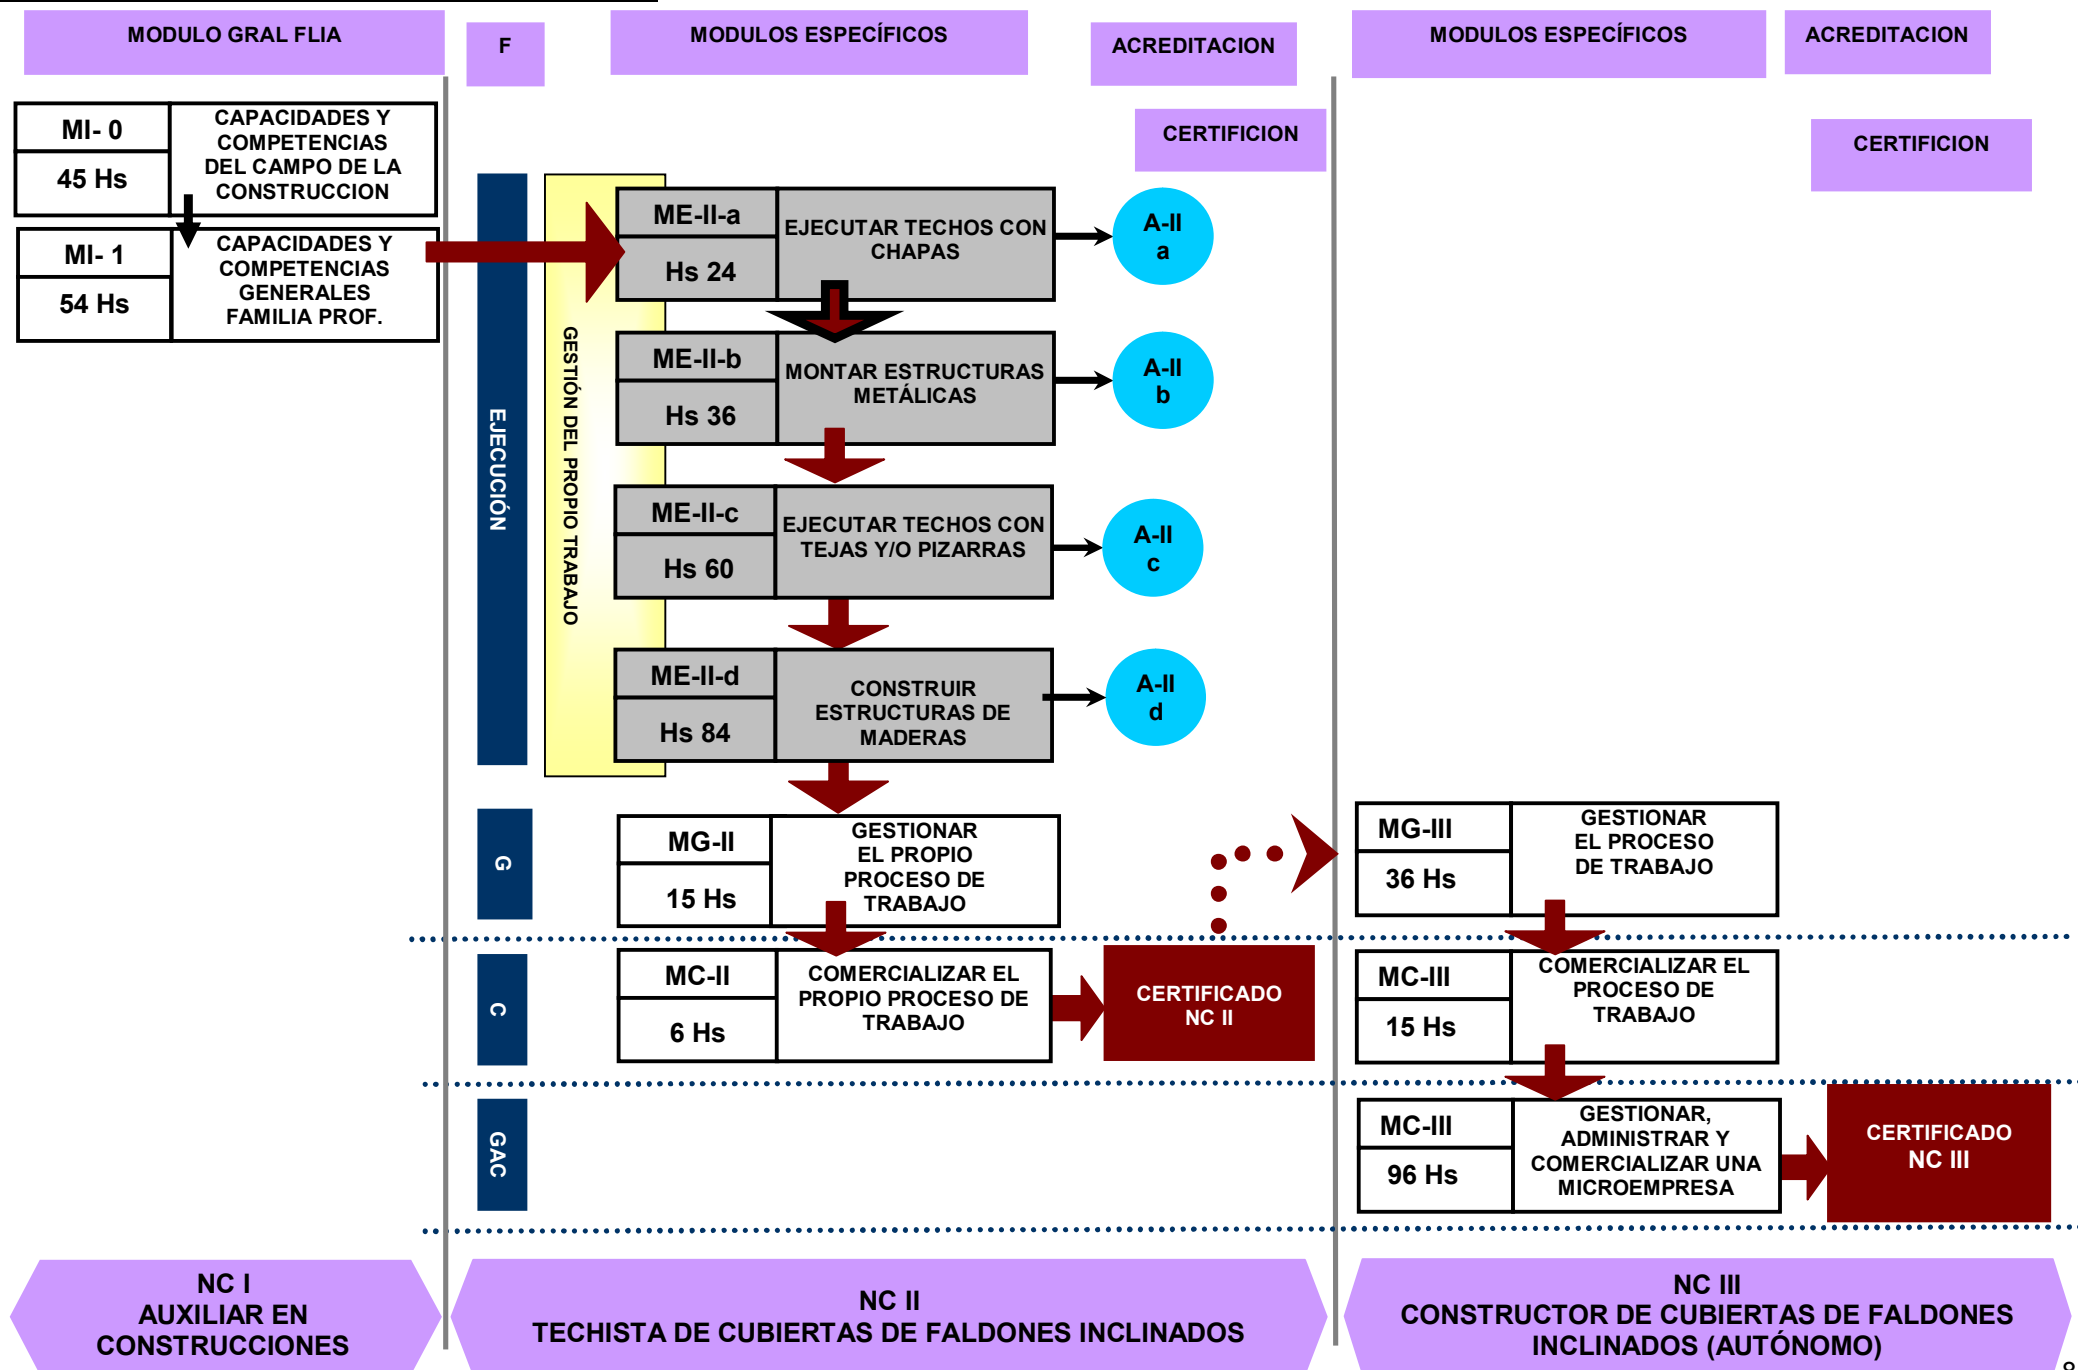 MODULO GRAL FLIA
F
MODULOS ESPECÍFICOS
ACREDITACION
MODULOS ESPECÍFICOS
ACREDITACION
CERTIFICION
CERTIFICION
MI- 0
45 Hs
CAPACIDADES Y
COMPETENCIAS
DEL CAMPO DE LA
CONSTRUCCION
MI- 1
54 Hs
CAPACIDADES Y
COMPETENCIAS
GENERALES
FAMILIA PROF.
EJECUCIÓN
GESTIÓN DEL PROPIO TRABAJO
ME-II-a
Hs 24
EJECUTAR TECHOS CON
CHAPAS
A-II
a
ME-II-b
Hs 36
MONTAR ESTRUCTURAS
METÁLICAS
A-II
b
ME-II-c
Hs 60
EJECUTAR TECHOS CON
TEJAS Y/O PIZARRAS
A-II
c
ME-II-d
Hs 84
CONSTRUIR
ESTRUCTURAS DE
MADERAS
A-II
d
G
MG-II
15 Hs
GESTIONAR
EL PROPIO
PROCESO DE
TRABAJO
MG-III
36 Hs
GESTIONAR
EL PROCESO
DE TRABAJO
C
MC-II
6 Hs
COMERCIALIZAR EL
PROPIO PROCESO DE
TRABAJO
CERTIFICADO
NC II
MC-III
15 Hs
COMERCIALIZAR EL
PROCESO DE
TRABAJO
GAC
MC-III
96 Hs
GESTIONAR,
ADMINISTRAR Y
COMERCIALIZAR UNA
MICROEMPRESA
CERTIFICADO
NC III
NC I
AUXILIAR EN
CONSTRUCCIONES
NC II
TECHISTA DE CUBIERTAS DE FALDONES INCLINADOS
NC III
CONSTRUCTOR DE CUBIERTAS DE FALDONES
INCLINADOS (AUTÓNOMO)